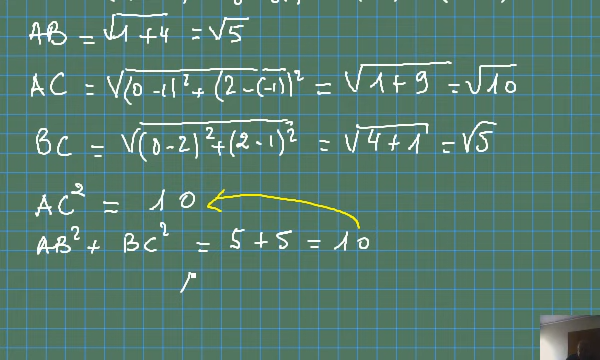 AB = √1+4 = √5
AC = √(0-1)²+(2-(-1))² = √1+9 = √10
BC = √(0-2)²+(2-1)² = √4+1 = √5
AC² = 10
AB² + BC² = 5+5 = 10